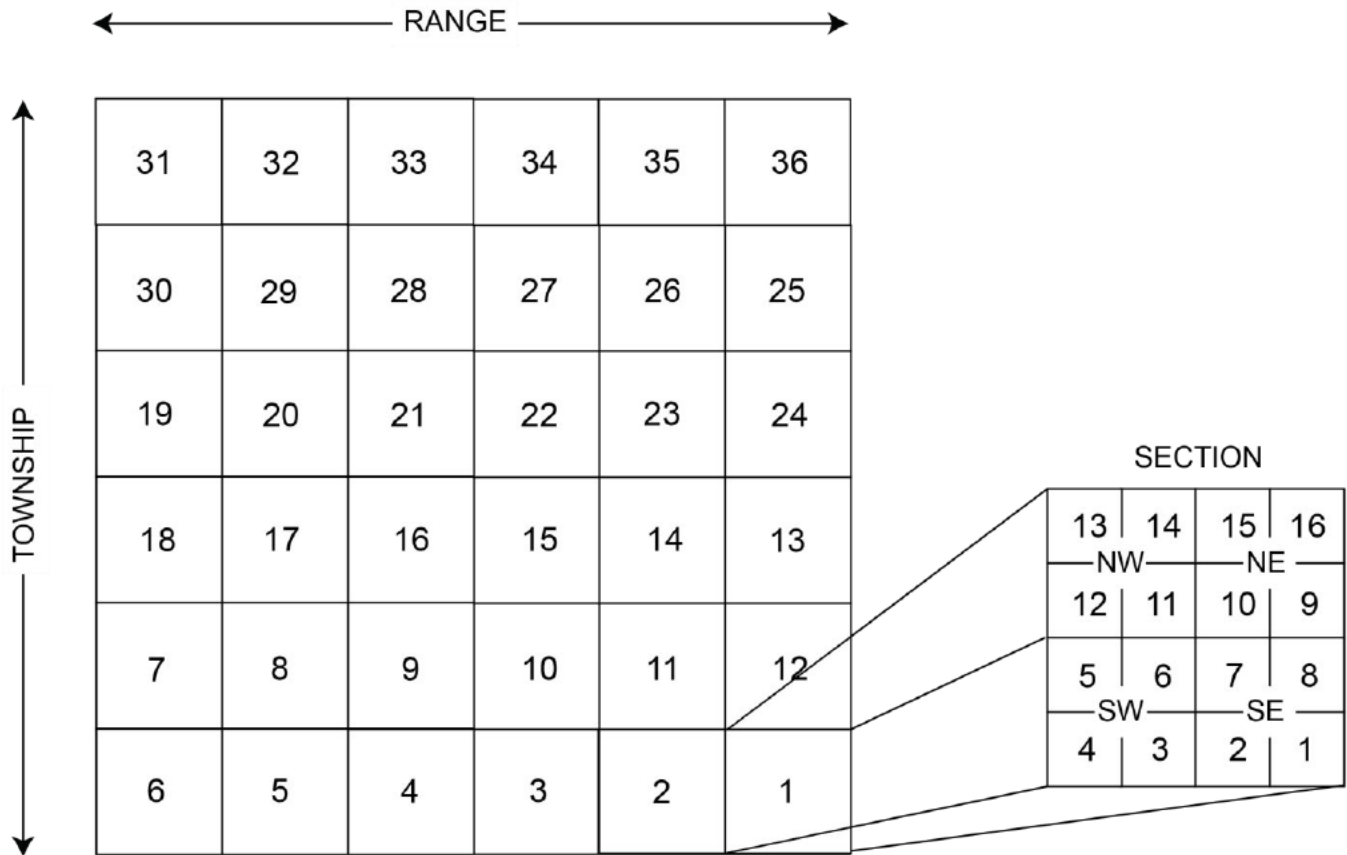 RANGE
TOWNSHIP
31 32 33 34 35 36
30 29 28 27 26 25
19 20 21 22 23 24
18 17 16 15 14 13
7 8 9 10 11 12
6 5 4 3 2 1
SECTION
13 14 15 16
NW NE
12 11 10 9
5 6 7 8
SW SE
4 3 2 1